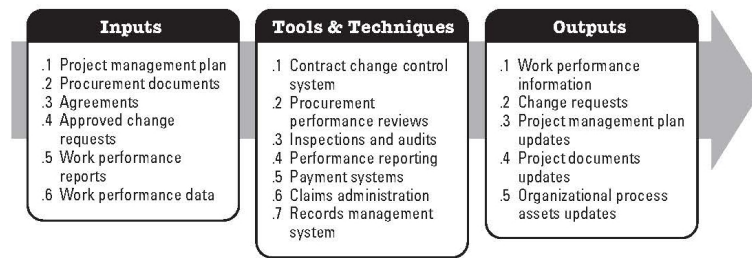 Inputs
.1 Project management plan
.2 Procurement documents
.3 Agreements
.4 Approved change
requests
.5 Work performance
reports
.6 Work performance data
Tools & Techniques
.1 Contract change control
system
.2 Procurement
performance reviews
.3 Inspections and audits
.4 Performance reporting
.5 Payment systems
.6 Claims administration
.7 Records management
system
Outputs
.1 Work performance
information
.2 Change requests
.3 Project management plan
updates
.4 Project documents
updates
.5 Organizational process
assets updates